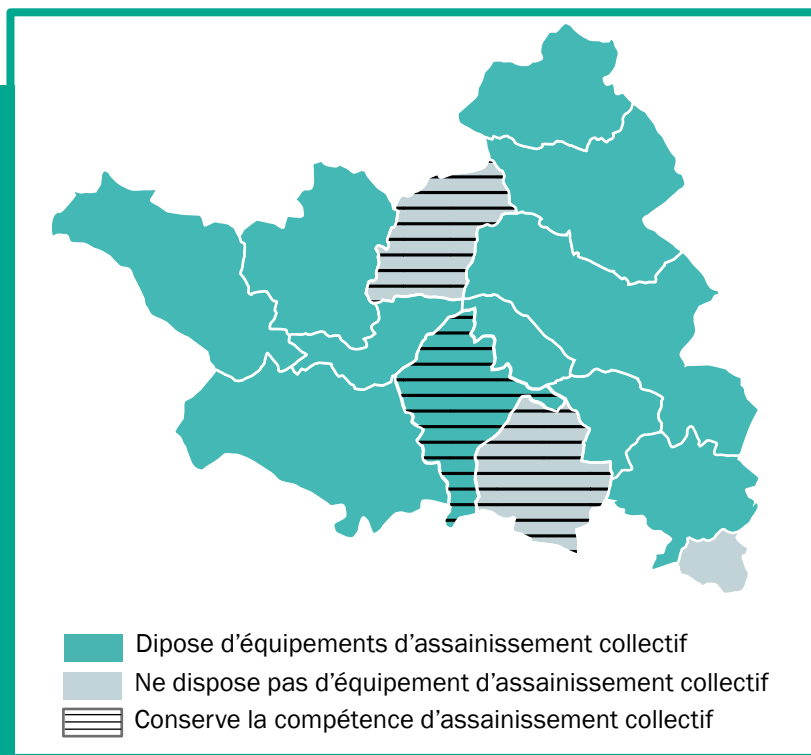 Dipose d'équipements d'assainissement collectif
Ne dispose pas d'équipement d'assainissement collectif
Conserve la compétence d'assainissement collectif